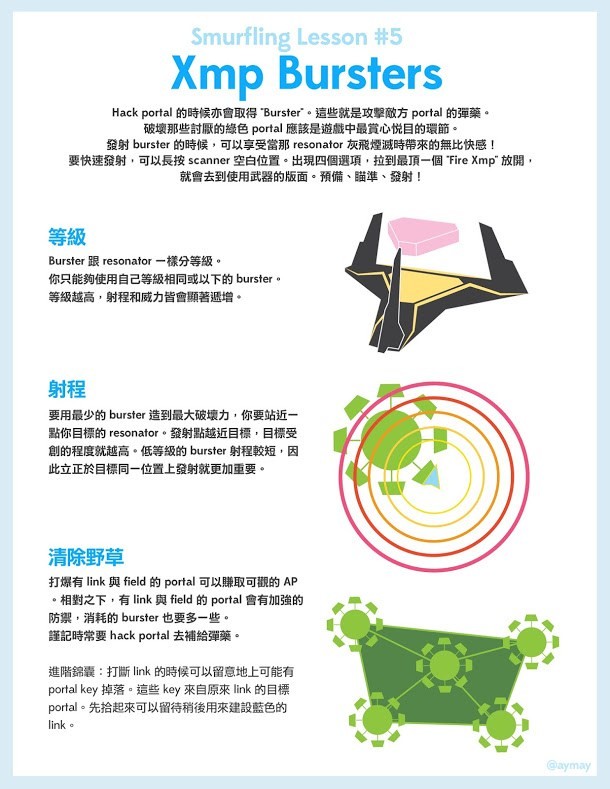 Smurfling Lesson #5
Xmp Bursters
Hack portal 的時候亦會取得 "Burster"。這些就是攻擊敵方 portal 的彈藥。
破壞那些討厭的綠色 portal 應該是遊戲中最賞心悦目的環節。
發射 burster 的時候，可以享受當那 resonator 灰飛煙滅時帶來的無比快感！
要快速發射，可以長按 scanner 空白位置。出現四個選項，拉到最頂一個 "Fire Xmp" 放開，
就會去到使用武器的版面。預備、瞄準、發射！
等級
Burster 跟 resonator 一樣分等級。
你只能夠使用自己等級相同或以下的 burster。
等級越高，射程和威力皆會顯著遞增。
射程
要用最少的 burster 造到最大破壞力，你要站近一
點你目標的 resonator。發射點越近目標，目標受
創的程度就越高。低等級的 burster 射程較短，因
此立正於目標同一位置上發射就更加重要。
清除野草
打爆有 link 與 field 的 portal 可以賺取可觀的 AP
。相對之下，有 link 與 field 的 portal 會有加強的
防禦，消耗的 burster 也要多一些。
謹記時常要 hack portal 去補給彈藥。
進階錦囊：打斷 link 的時候可以留意地上可能有
portal key 掉落。這些 key 來自原來 link 的目標
portal。先拾起來可以留待稍後用來建設藍色的
link。
@aymay